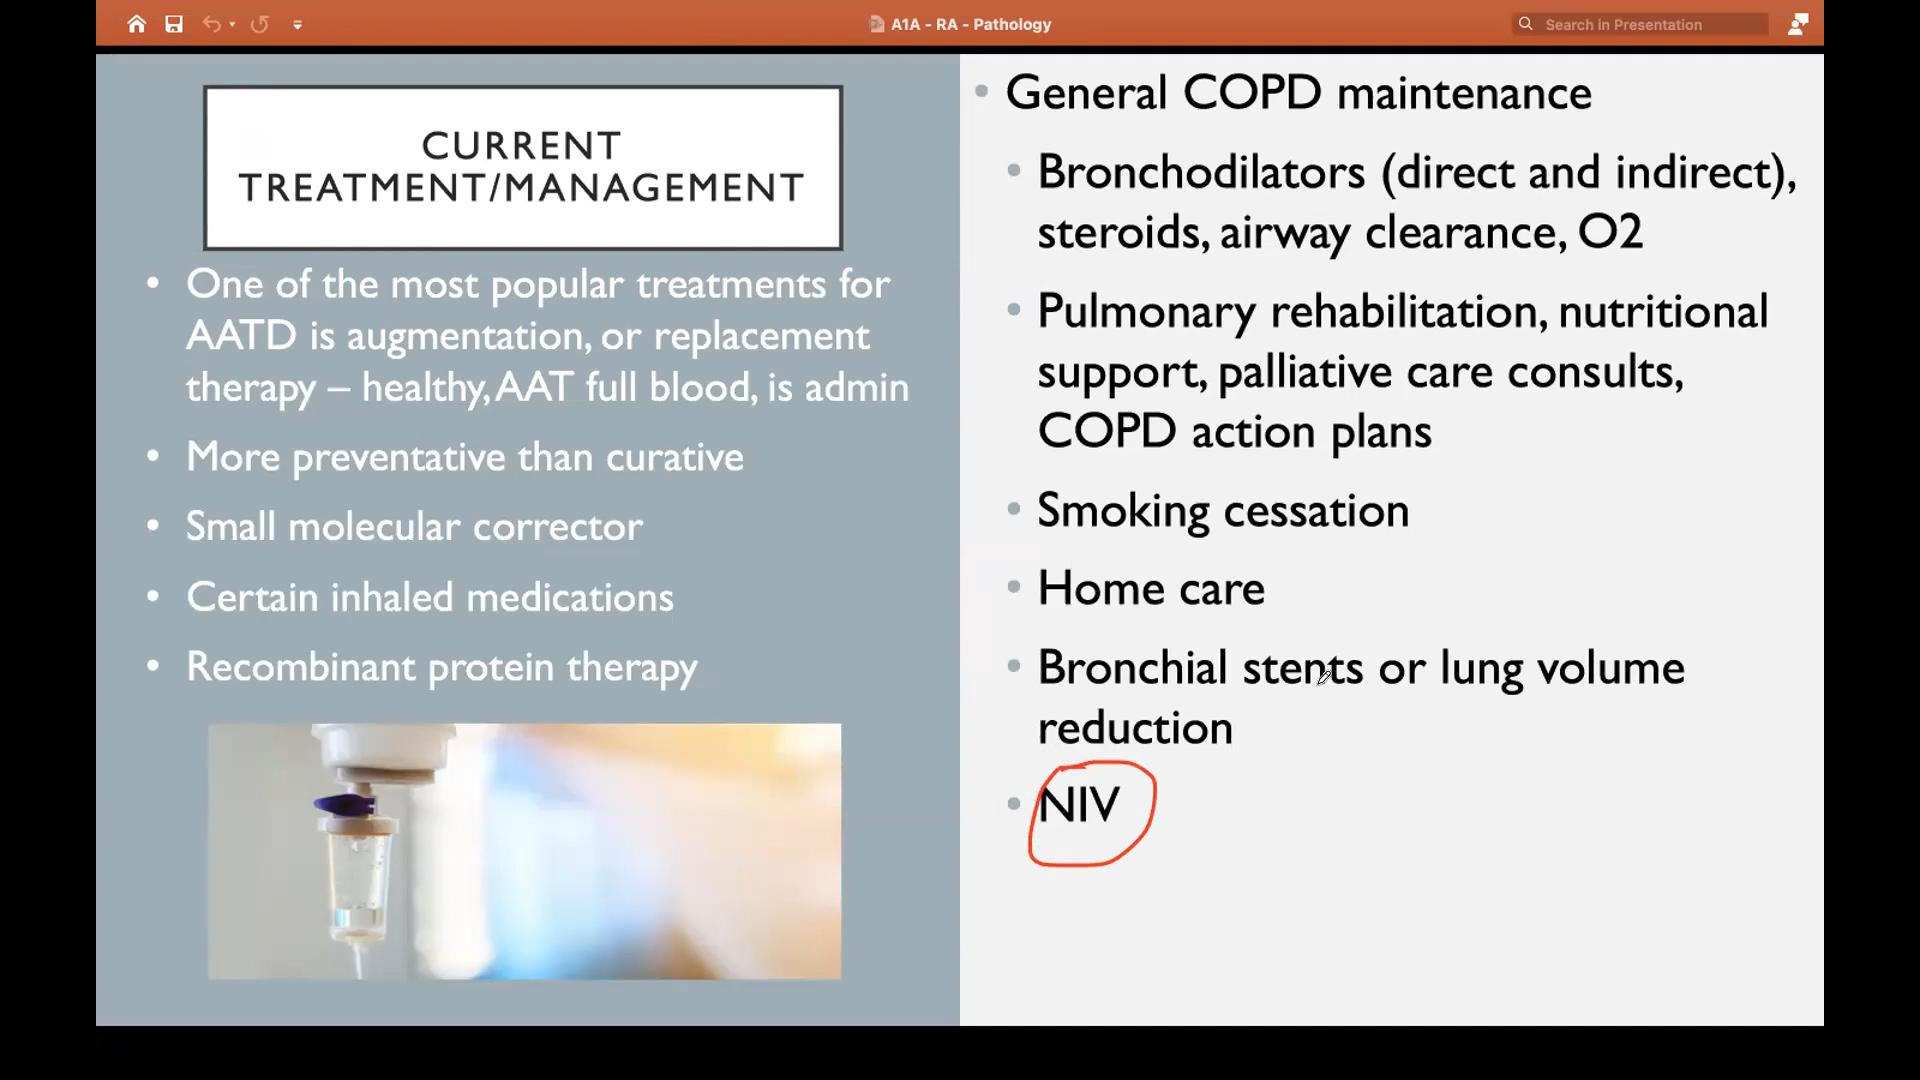 A1A - RA - Pathology
Search in Presentation
CURRENT
TREATMENT/MANAGEMENT
• One of the most popular treatments for
AATD is augmentation, or replacement
therapy – healthy, AAT full blood, is admin
• More preventative than curative
• Small molecular corrector
• Certain inhaled medications
• Recombinant protein therapy
• General COPD maintenance
• Bronchodilators (direct and indirect),
steroids, airway clearance, O2
• Pulmonary rehabilitation, nutritional
support, palliative care consults,
COPD action plans
• Smoking cessation
• Home care
• Bronchial stents or lung volume
reduction
• NIV